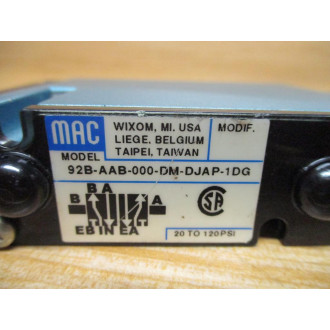 MAC
WIXOM, MI. USA
LIEGE, BELGIUM
TAIPEI, TAIWAN
MODIF.
MODEL
92B-AAB-000-DM-DJAP-1DG
B A
B A
EB IN EA
SA
20 TO 120PSI